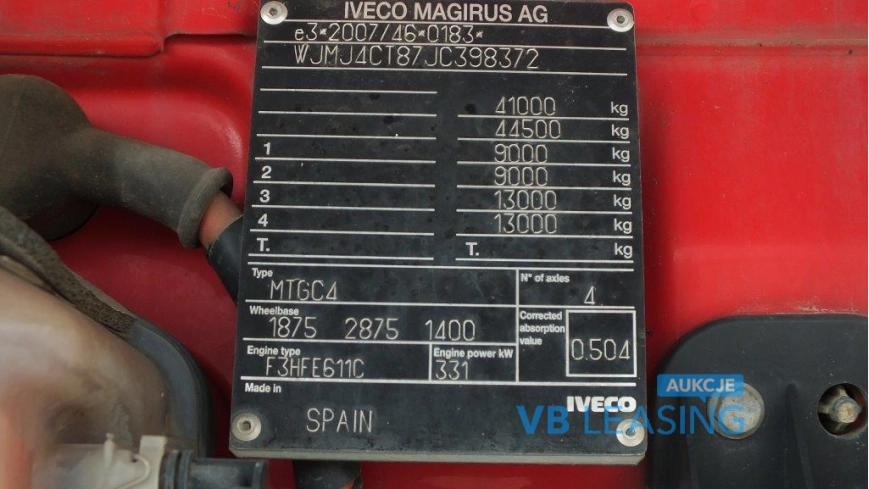 IVECO MAGIRUS AG
e3*2007/46*0183*
WJMJ4CT87JC398372
41000 kg
44500 kg
1 9000 kg
2 9000 kg
3 13000 kg
4 13000 kg
T. T. kg
Type
MTGC4
N° of axles
4
Wheelbase
1875 2875 1400
Corrected absorption value
0.504
Engine type
F3HFE611C
Engine power kW
331
Made in
SPAIN
IVECO
AUKCJE
VB LEASING